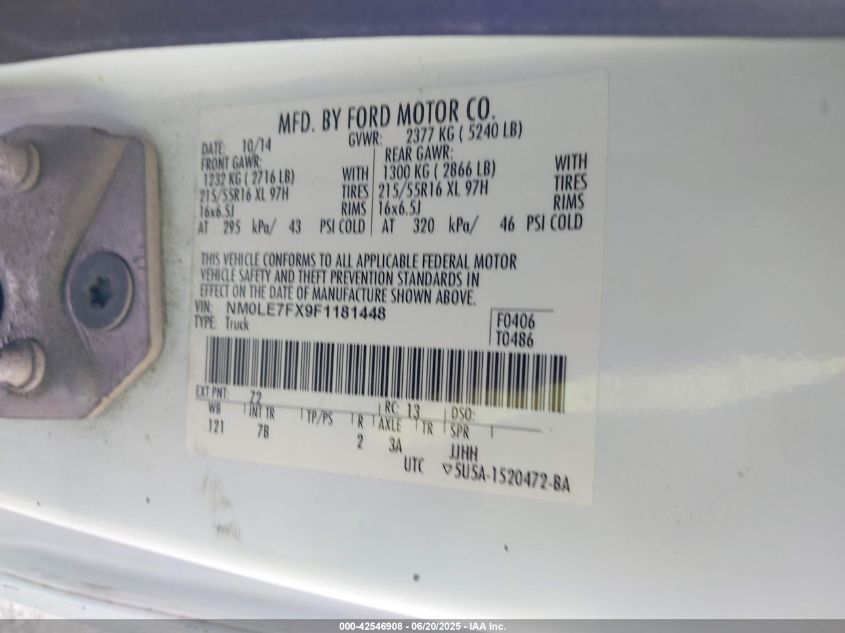 MFD. BY FORD MOTOR CO.
DATE: 10/14 GVWR: 2377 KG ( 5240 LB)
FRONT GAWR: REAR GAWR:
1232 KG ( 2716 LB) WITH 1300 KG ( 2866 LB) WITH
215/55R16 XL 97H TIRES 215/55R16 XL 97H TIRES
16x6.5J RIMS 16x6.5J RIMS
AT 295 kPa/ 43 PSI COLD AT 320 kPa/ 46 PSI COLD
THIS VEHICLE CONFORMS TO ALL APPLICABLE FEDERAL MOTOR
VEHICLE SAFETY AND THEFT PREVENTION STANDARDS IN
EFFECT ON THE DATE OF MANUFACTURE SHOWN ABOVE.
VIN: NM0LE7FX9F1181448 F0406
TYPE: Truck T0486
EXT PNT: Z2 RC: 13 DSO:
WB INT TR TP/PS R AXLE TR SPR
121 7B 2 3A JJHH
UTC ▽5U5A-1520472-BA
000-42546908 - 06/20/2025 - IAA Inc.